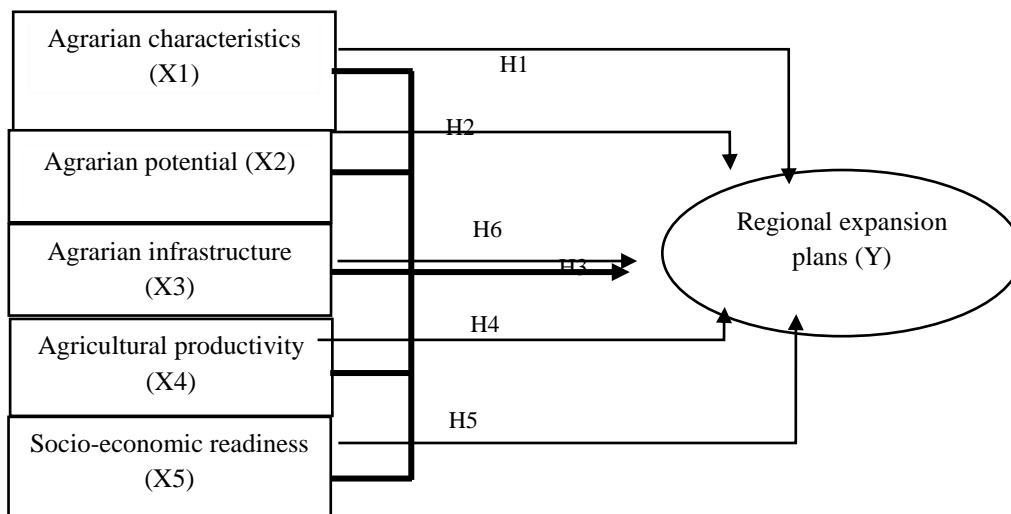 Agrarian characteristics
(X1)
H1
H2
Agrarian potential (X2)
Regional expansion
plans (Y)
H6
Agrarian infrastructure
(X3)
H3
H4
Agricultural productivity
(X4)
H5
Socio-economic readiness
(X5)